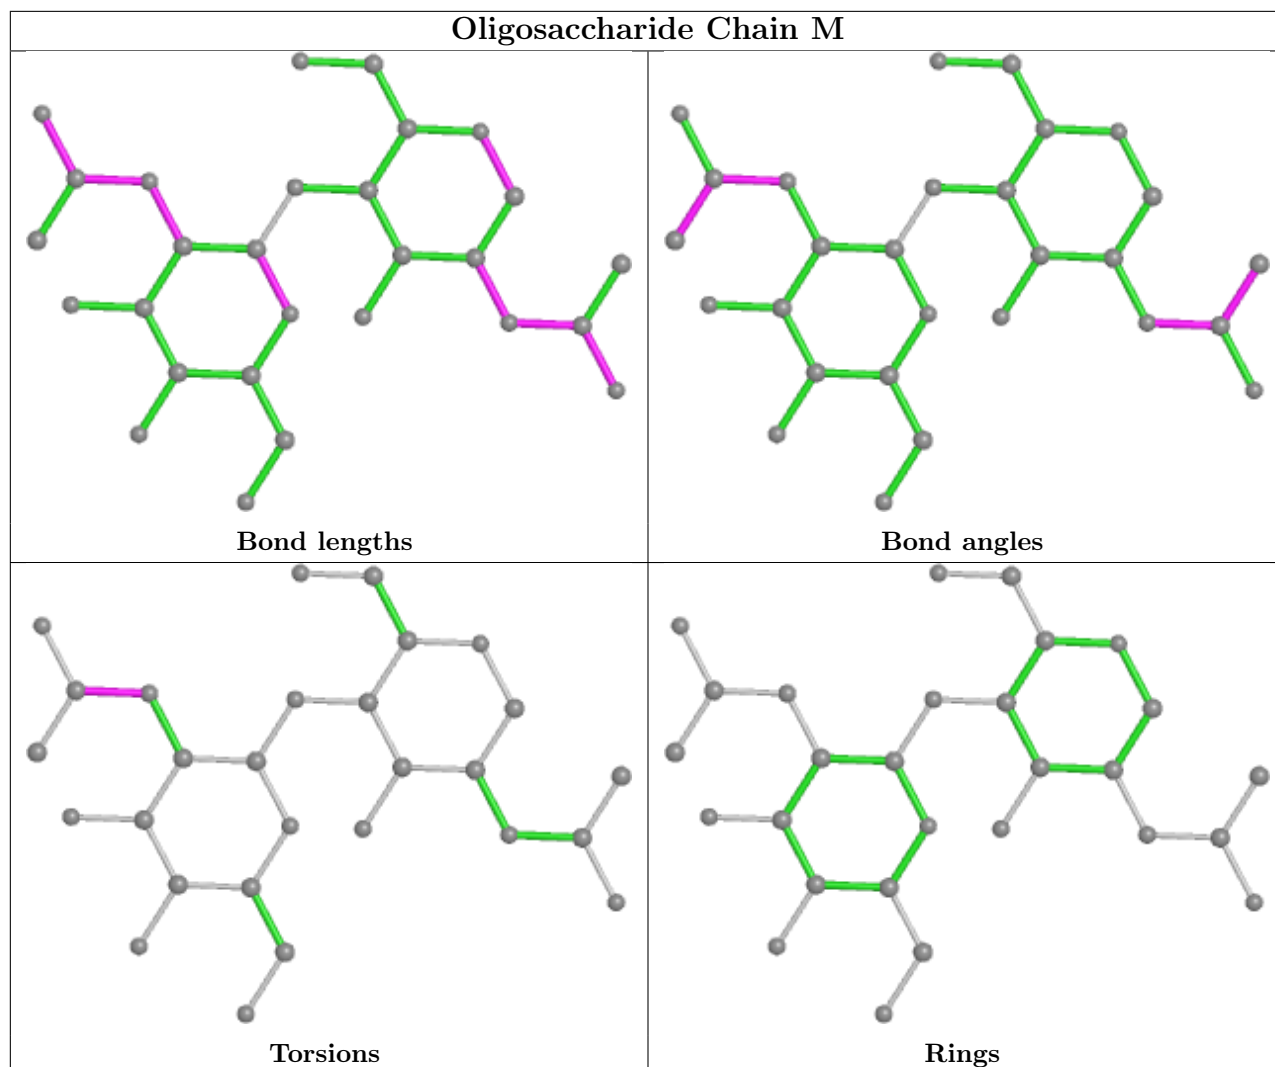 Oligosaccharide Chain M
Bond lengths
Bond angles
Torsions
Rings